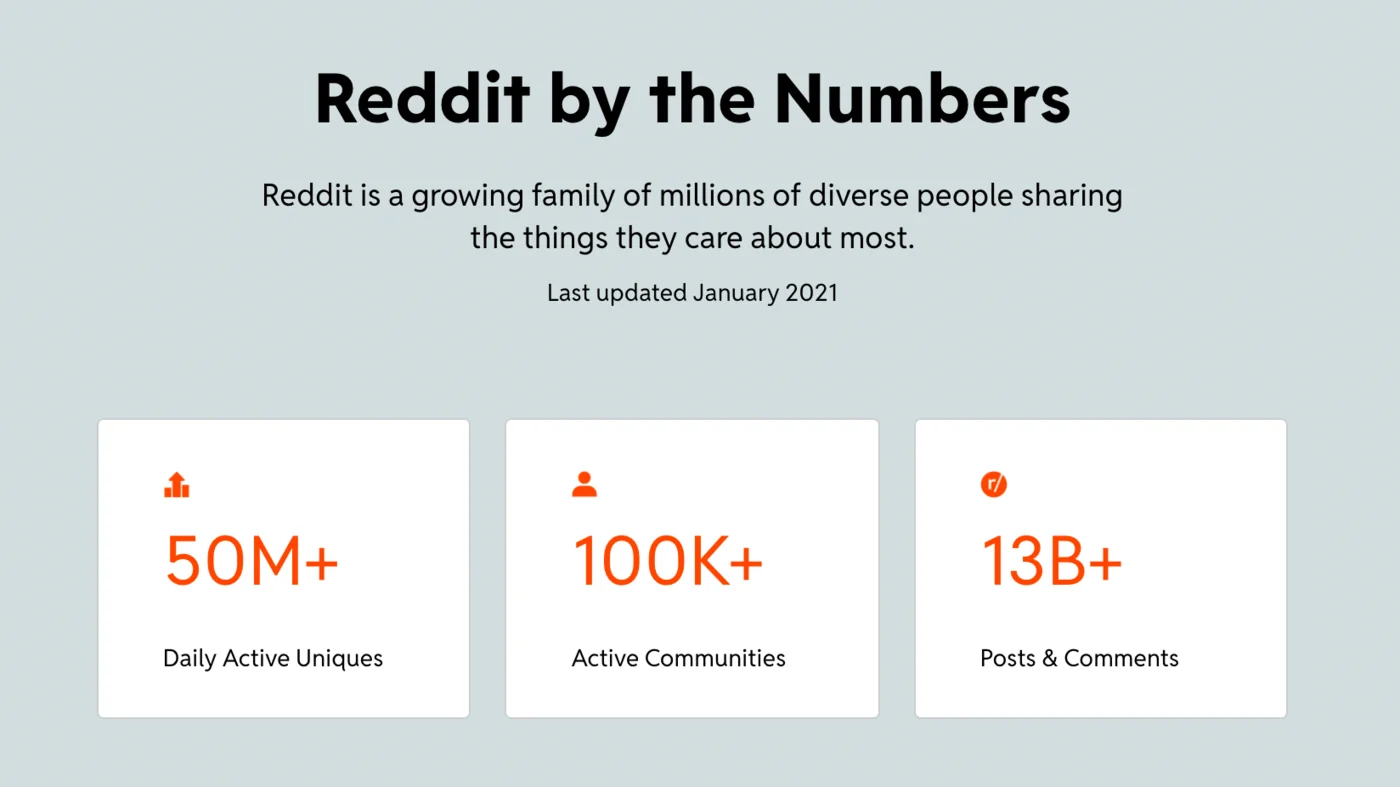 Reddit by the Numbers
Reddit is a growing family of millions of diverse people sharing
the things they care about most.
Last updated January 2021
r/
50M+
100K+
13B+
Daily Active Uniques
Active Communities
Posts & Comments